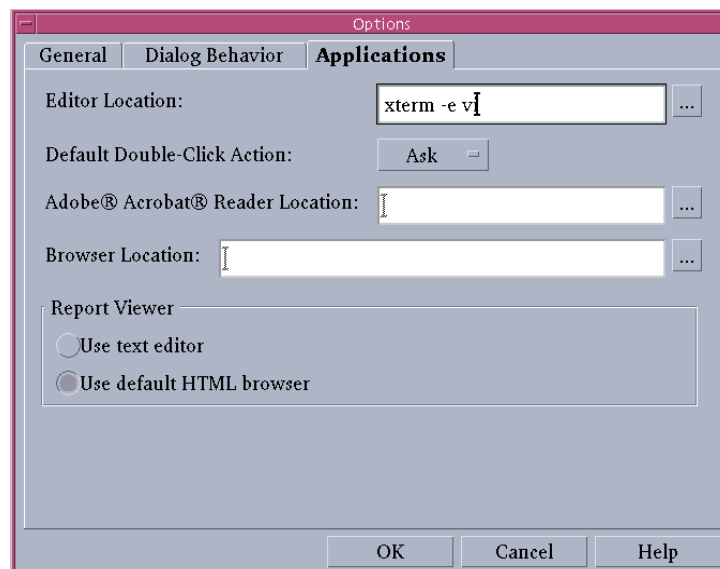 Options
General Dialog Behavior Applications
Editor Location: xterm -e vi ...
Default Double-Click Action: Ask
Adobe® Acrobat® Reader Location: ...
Browser Location: ...
Report Viewer
Use text editor
Use default HTML browser
OK Cancel Help